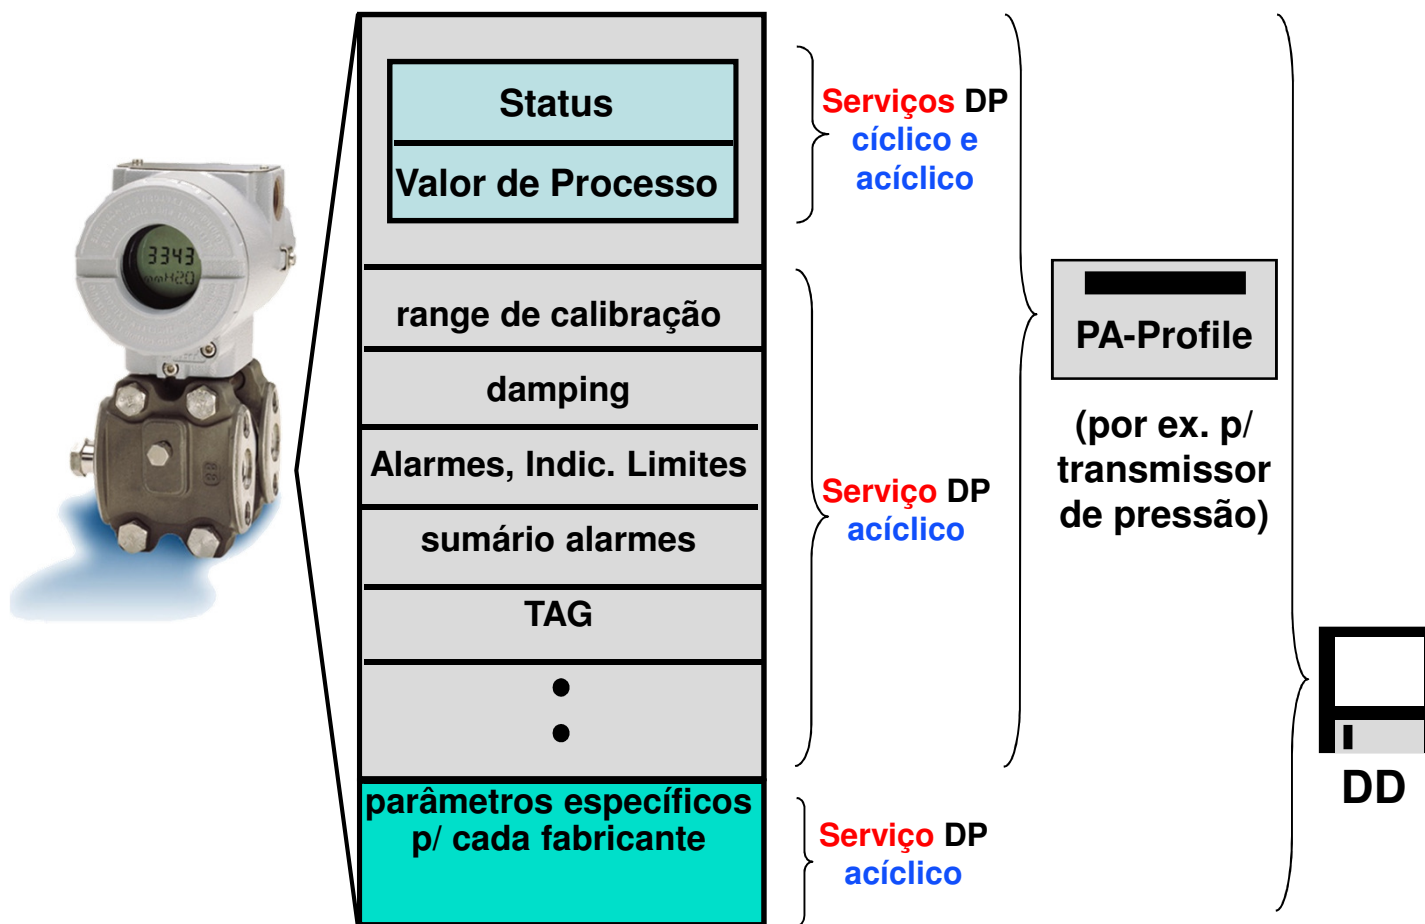 Status
Valor de Processo
range de calibração
damping
Alarmes, Indic. Limites
sumário alarmes
TAG
parâmetros específicos
p/ cada fabricante
Serviços DP
cíclico e
acíclico
Serviço DP
acíclico
Serviço DP
acíclico
PA-Profile
(por ex. p/
transmissor
de pressão)
DD
3343
mmH2O